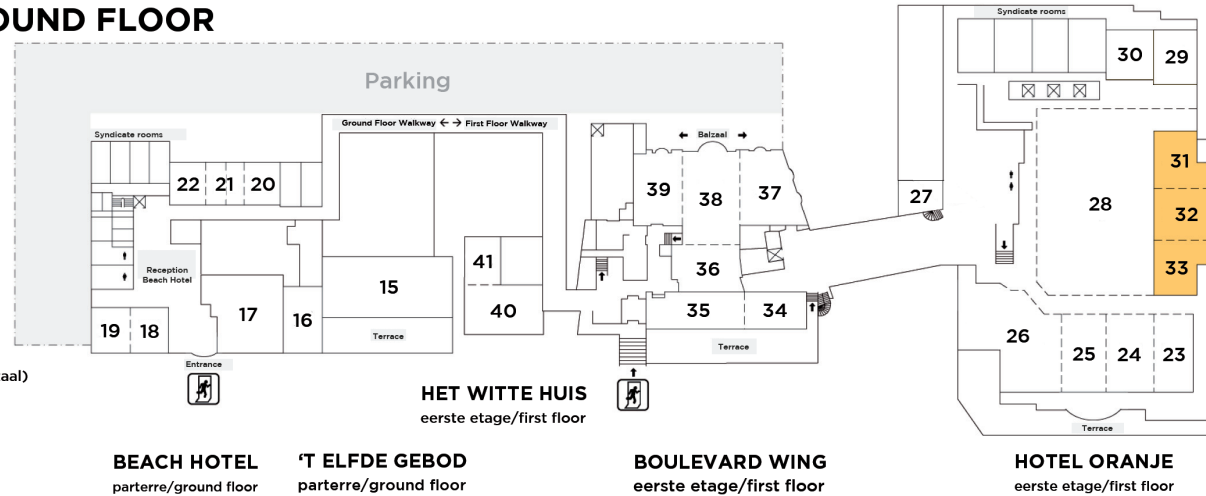 OUND FLOOR
Syndicate rooms
30
29
Parking
Ground Floor Walkway ← → First Floor Walkway
Syndicate rooms
← Balzaal →
31
22 21 20
39
38
37
27
28
32
36
41
33
Reception
Beach Hotel
15
17
16
40
35
34
19 18
26
25 24 23
Terrace
Terrace
Entrance
aal)
HET WITTE HUIS
eerste etage/first floor
Terrace
BEACH HOTEL
parterre/ground floor
‘T ELFDE GEBOD
parterre/ground floor
BOULEVARD WING
eerste etage/first floor
HOTEL ORANJE
eerste etage/first floor